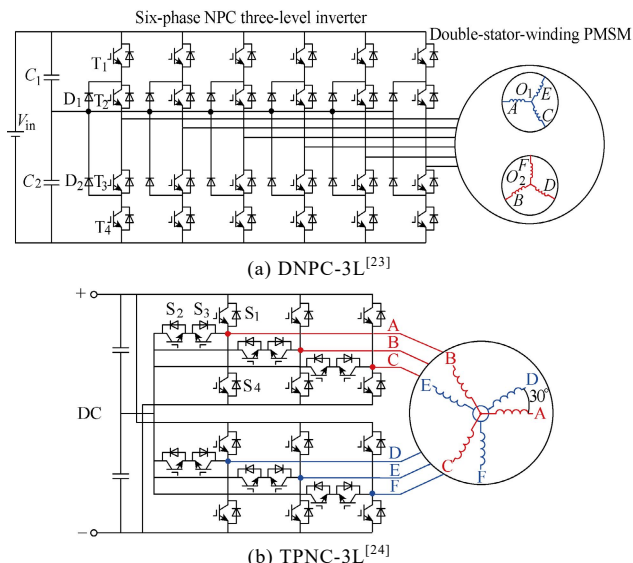 Six-phase NPC three-level inverter
Double-stator-winding PMSM
T1
C1
D1
T2
O1
E
A
C
Vin
F
C2
D2
T3
O2
D
B
T4
(a) DNPC-3L[23]
+
S2
S3
S1
A
B
C
B
E
D
30°
A
S4
DC
D
E
F
C
F
−
(b) TPNC-3L[24]